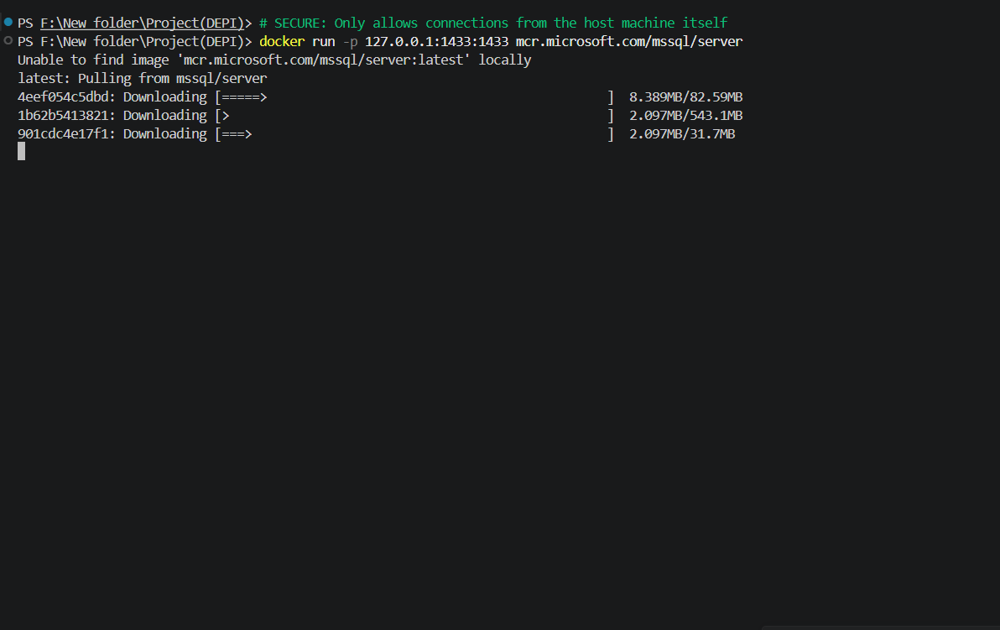 PS F:\New folder\Project(DEPI)> # SECURE: Only allows connections from the host machine itself
PS F:\New folder\Project(DEPI)> docker run -p 127.0.0.1:1433:1433 mcr.microsoft.com/mssql/server
Unable to find image 'mcr.microsoft.com/mssql/server:latest' locally
latest: Pulling from mssql/server
4eef054c5dbd: Downloading [=====>                                             ]  8.389MB/82.59MB
1b62b5413821: Downloading [>                                                  ]  2.097MB/543.1MB
901cdc4e17f1: Downloading [===>                                               ]  2.097MB/31.7MB